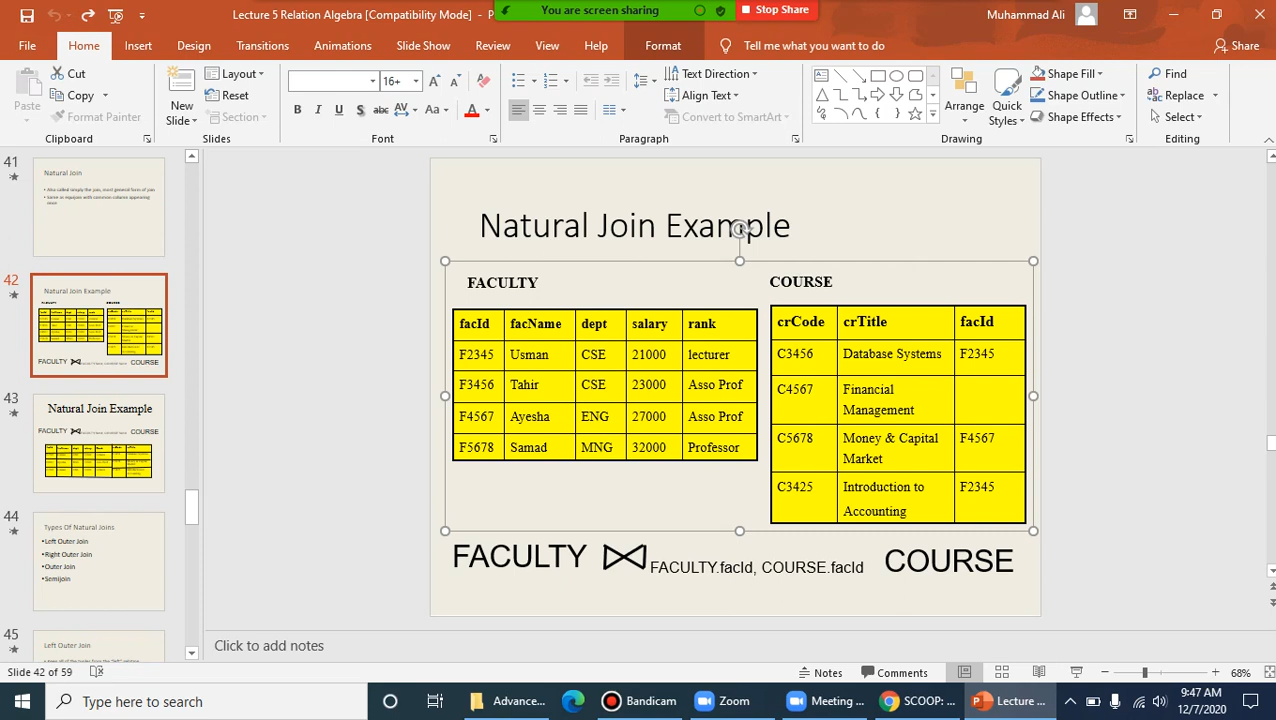 Lecture 5 Relation Algebra [Compatibility Mode] - P
You are screen sharing
Stop Share
Muhammad Ali
File Home Insert Design Transitions Animations Slide Show Review View Help Format Tell me what you want to do Share
Paste
Cut
Copy
Format Painter
Clipboard
New Slide
Layout
Reset
Section
Slides
16+
Aa
B I U S abc AV Aa A
Font
Text Direction
Align Text
Convert to SmartArt
Paragraph
Arrange
Quick Styles
Shape Fill
Shape Outline
Shape Effects
Drawing
Find
Replace
Select
Editing
41
Natural Join
42
Natural Join Example
FACULTY COURSE
43
Natural Join Example
FACULTY COURSE
44
Types Of Natural Joins
Left Outer Join
Right Outer Join
Outer Join
Semijoin
45
Left Outer Join
Natural Join Example
FACULTY
facId facName dept salary rank
F2345 Usman CSE 21000 lecturer
F3456 Tahir CSE 23000 Asso Prof
F4567 Ayesha ENG 27000 Asso Prof
F5678 Samad MNG 32000 Professor
COURSE
crCode crTitle facId
C3456 Database Systems F2345
C4567 Financial
Management
C5678 Money & Capital F4567
Market
C3425 Introduction to F2345
Accounting
FACULTY ⋈ FACULTY.facId, COURSE.facId COURSE
Click to add notes
Slide 42 of 59
Notes
Comments
68%
Type here to search
Advance...
Bandicam
Zoom
Meeting ...
SCOOP: ...
Lecture ...
9:47 AM
12/7/2020